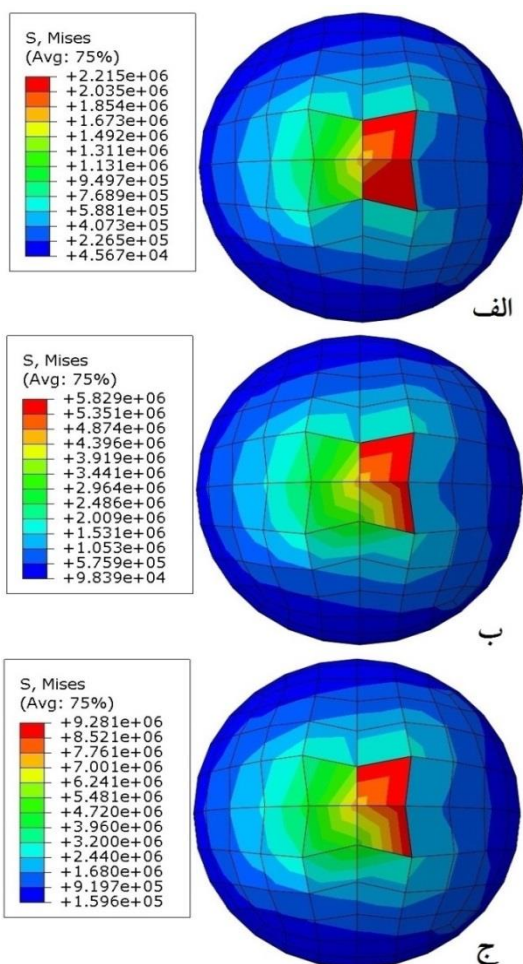 S, Mises
(Avg: 75%)
+2.215e+06
+2.035e+06
+1.854e+06
+1.673e+06
+1.492e+06
+1.311e+06
+1.131e+06
+9.497e+05
+7.689e+05
+5.881e+05
+4.073e+05
+2.265e+05
+4.567e+04
الف
S, Mises
(Avg: 75%)
+5.829e+06
+5.351e+06
+4.874e+06
+4.396e+06
+3.919e+06
+3.441e+06
+2.964e+06
+2.486e+06
+2.009e+06
+1.531e+06
+1.053e+06
+5.759e+05
+9.839e+04
ب
S, Mises
(Avg: 75%)
+9.281e+06
+8.521e+06
+7.761e+06
+7.001e+06
+6.241e+06
+5.481e+06
+4.720e+06
+3.960e+06
+3.200e+06
+2.440e+06
+1.680e+06
+9.197e+05
+1.596e+05
ج